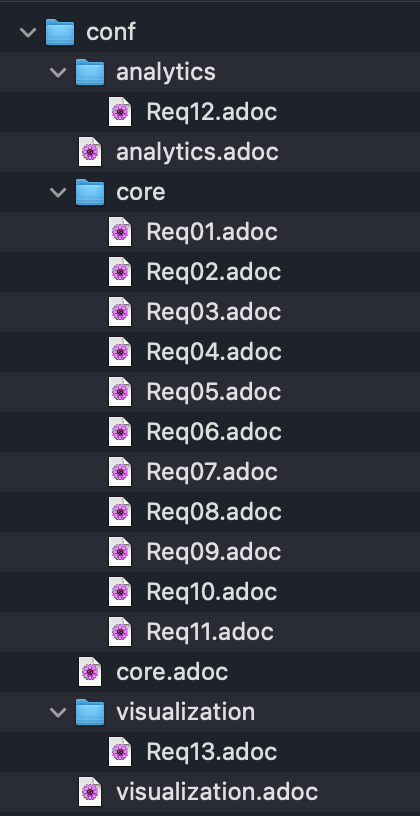 conf
analytics
Req12.adoc
analytics.adoc
core
Req01.adoc
Req02.adoc
Req03.adoc
Req04.adoc
Req05.adoc
Req06.adoc
Req07.adoc
Req08.adoc
Req09.adoc
Req10.adoc
Req11.adoc
core.adoc
visualization
Req13.adoc
visualization.adoc